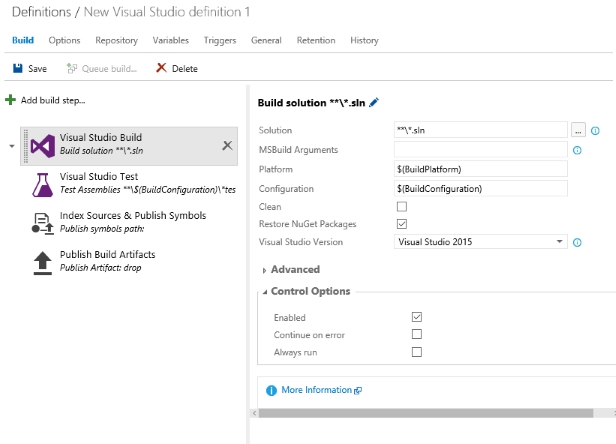 Definitions / New Visual Studio definition 1
Build Options Repository Variables Triggers General Retention History
Save Queue build... Delete
Add build step...
Visual Studio Build
Build solution **\*.sln
Visual Studio Test
Test Assemblies **\$(BuildConfiguration)\*tes
Index Sources & Publish Symbols
Publish symbols path:
Publish Build Artifacts
Publish Artifact: drop
Build solution **\*.sln
Solution **\*.sln ...
MSBuild Arguments
Platform $(BuildPlatform)
Configuration $(BuildConfiguration)
Clean
Restore NuGet Packages
Visual Studio Version Visual Studio 2015
Advanced
Control Options
Enabled
Continue on error
Always run
More Information